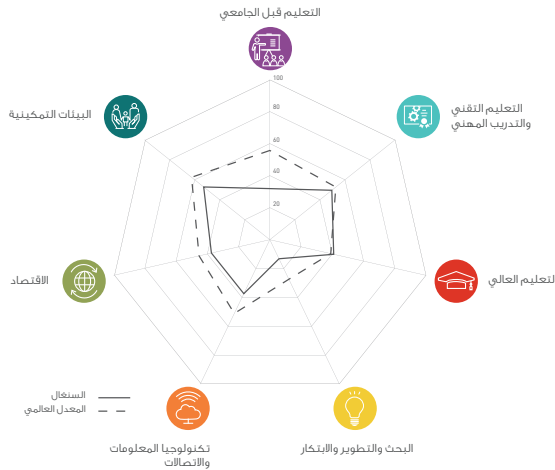 التعليم قبل الجامعي
التعليم التقني
والتدريب المهني
البيئات التمكينية
100
80
60
40
20
لتعليم العالي
الاقتصاد
السنغال
المعدل العالمي
البحث والتطوير والابتكار
تكنولوجيا المعلومات
والاتصالات